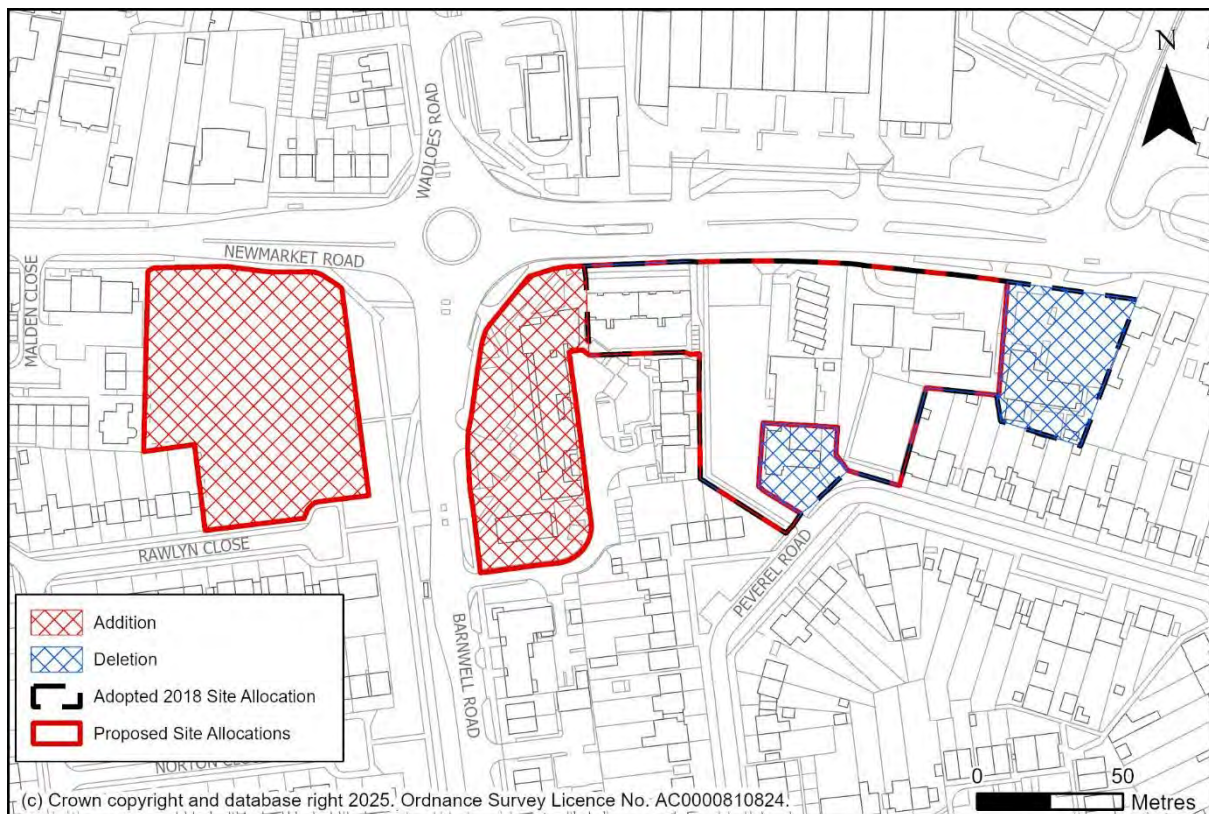 N
WADLOES ROAD
NEWMARKET ROAD
MALDEN CLOSE
RAWLYN CLOSE
PEVEREL ROAD
BARNWELL ROAD
Addition
Deletion
Adopted 2018 Site Allocation
Proposed Site Allocations
0 50
Metres
(c) Crown copyright and database right 2025. Ordnance Survey Licence No. AC0000810824.